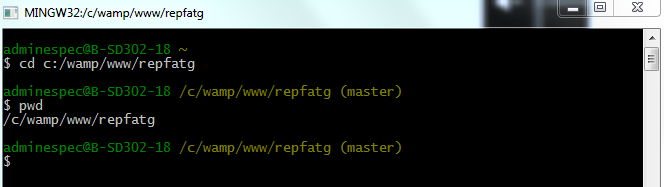 MINGW32:/c/wamp/www/repfatg
adminespec@B-SD302-18 ~
$ cd c:/wamp/www/repfatg
adminespec@B-SD302-18 /c/wamp/www/repfatg (master)
$ pwd
/c/wamp/www/repfatg
adminespec@B-SD302-18 /c/wamp/www/repfatg (master)
$